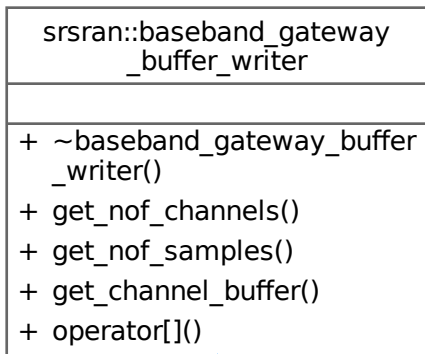 srsran::baseband_gateway
_buffer_writer
+ ~baseband_gateway_buffer
_writer()
+ get_nof_channels()
+ get_nof_samples()
+ get_channel_buffer()
+ operator[]()